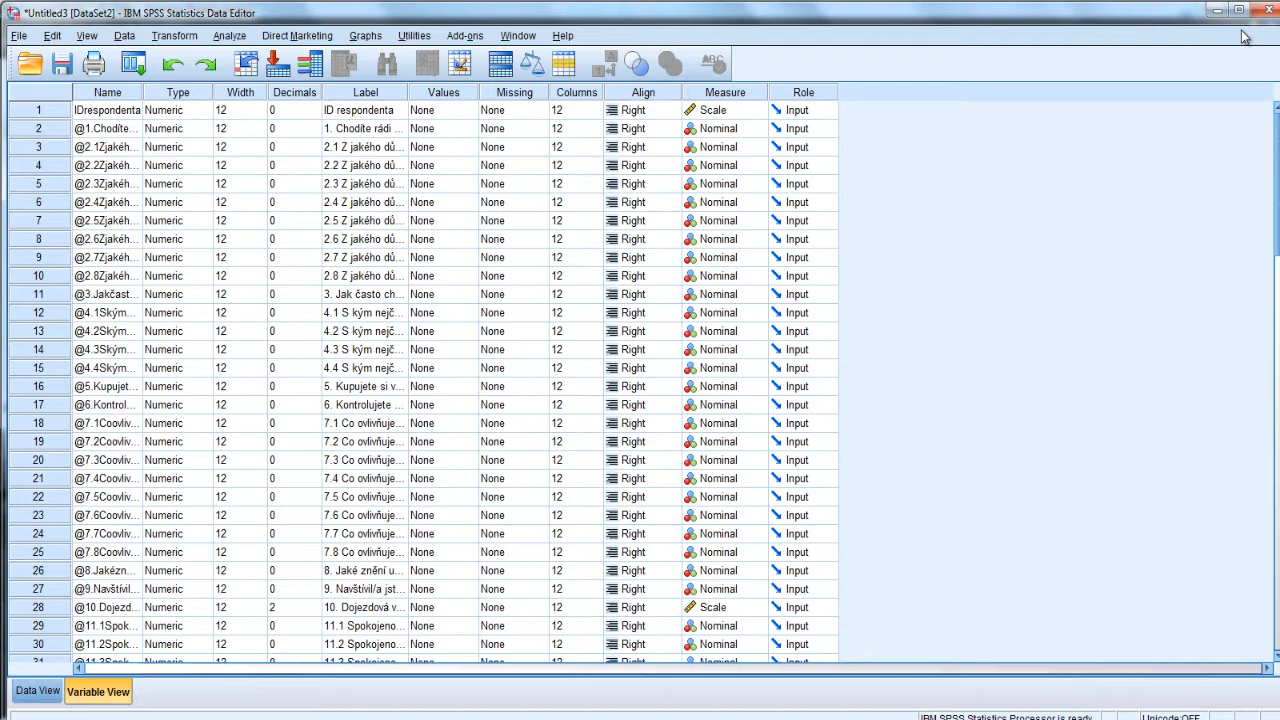 *Untitled3 [DataSet2] - IBM SPSS Statistics Data Editor
File Edit View Data Transform Analyze Direct Marketing Graphs Utilities Add-ons Window Help
Name Type Width Decimals Label Values Missing Columns Align Measure Role
1 IDrespondenta Numeric 12 0 ID respondenta None None 12 Right Scale Input
2 @1.Chodíte... Numeric 12 0 1. Chodíte rádi ... None None 12 Right Nominal Input
3 @2.1Zjakéh... Numeric 12 0 2.1 Z jakého dů... None None 12 Right Nominal Input
4 @2.2Zjakéh... Numeric 12 0 2.2 Z jakého dů... None None 12 Right Nominal Input
5 @2.3Zjakéh... Numeric 12 0 2.3 Z jakého dů... None None 12 Right Nominal Input
6 @2.4Zjakéh... Numeric 12 0 2.4 Z jakého dů... None None 12 Right Nominal Input
7 @2.5Zjakéh... Numeric 12 0 2.5 Z jakého dů... None None 12 Right Nominal Input
8 @2.6Zjakéh... Numeric 12 0 2.6 Z jakého dů... None None 12 Right Nominal Input
9 @2.7Zjakéh... Numeric 12 0 2.7 Z jakého dů... None None 12 Right Nominal Input
10 @2.8Zjakéh... Numeric 12 0 2.8 Z jakého dů... None None 12 Right Nominal Input
11 @3.Jakčast... Numeric 12 0 3. Jak často ch... None None 12 Right Nominal Input
12 @4.1Ským... Numeric 12 0 4.1 S kým nejč... None None 12 Right Nominal Input
13 @4.2Ským... Numeric 12 0 4.2 S kým nejč... None None 12 Right Nominal Input
14 @4.3Ským... Numeric 12 0 4.3 S kým nejč... None None 12 Right Nominal Input
15 @4.4Ským... Numeric 12 0 4.4 S kým nejč... None None 12 Right Nominal Input
16 @5.Kupujet... Numeric 12 0 5. Kupujete si v... None None 12 Right Nominal Input
17 @6.Kontrol... Numeric 12 0 6. Kontrolujete ... None None 12 Right Nominal Input
18 @7.1Coovliv... Numeric 12 0 7.1 Co ovlivňuje... None None 12 Right Nominal Input
19 @7.2Coovliv... Numeric 12 0 7.2 Co ovlivňuje... None None 12 Right Nominal Input
20 @7.3Coovliv... Numeric 12 0 7.3 Co ovlivňuje... None None 12 Right Nominal Input
21 @7.4Coovliv... Numeric 12 0 7.4 Co ovlivňuje... None None 12 Right Nominal Input
22 @7.5Coovliv... Numeric 12 0 7.5 Co ovlivňuje... None None 12 Right Nominal Input
23 @7.6Coovliv... Numeric 12 0 7.6 Co ovlivňuje... None None 12 Right Nominal Input
24 @7.7Coovliv... Numeric 12 0 7.7 Co ovlivňuje... None None 12 Right Nominal Input
25 @7.8Coovliv... Numeric 12 0 7.8 Co ovlivňuje... None None 12 Right Nominal Input
26 @8.Jakézn... Numeric 12 0 8. Jaké znění u... None None 12 Right Nominal Input
27 @9.Navštívil... Numeric 12 0 9. Navštívil/a jst... None None 12 Right Nominal Input
28 @10.Dojezd... Numeric 12 2 10. Dojezdová v... None None 12 Right Scale Input
29 @11.1Spok... Numeric 12 0 11.1 Spokojeno... None None 12 Right Nominal Input
30 @11.2Spok... Numeric 12 0 11.2 Spokojeno... None None 12 Right Nominal Input
Data View Variable View
IBM SPSS Statistics Processor is ready Unicode:OFF